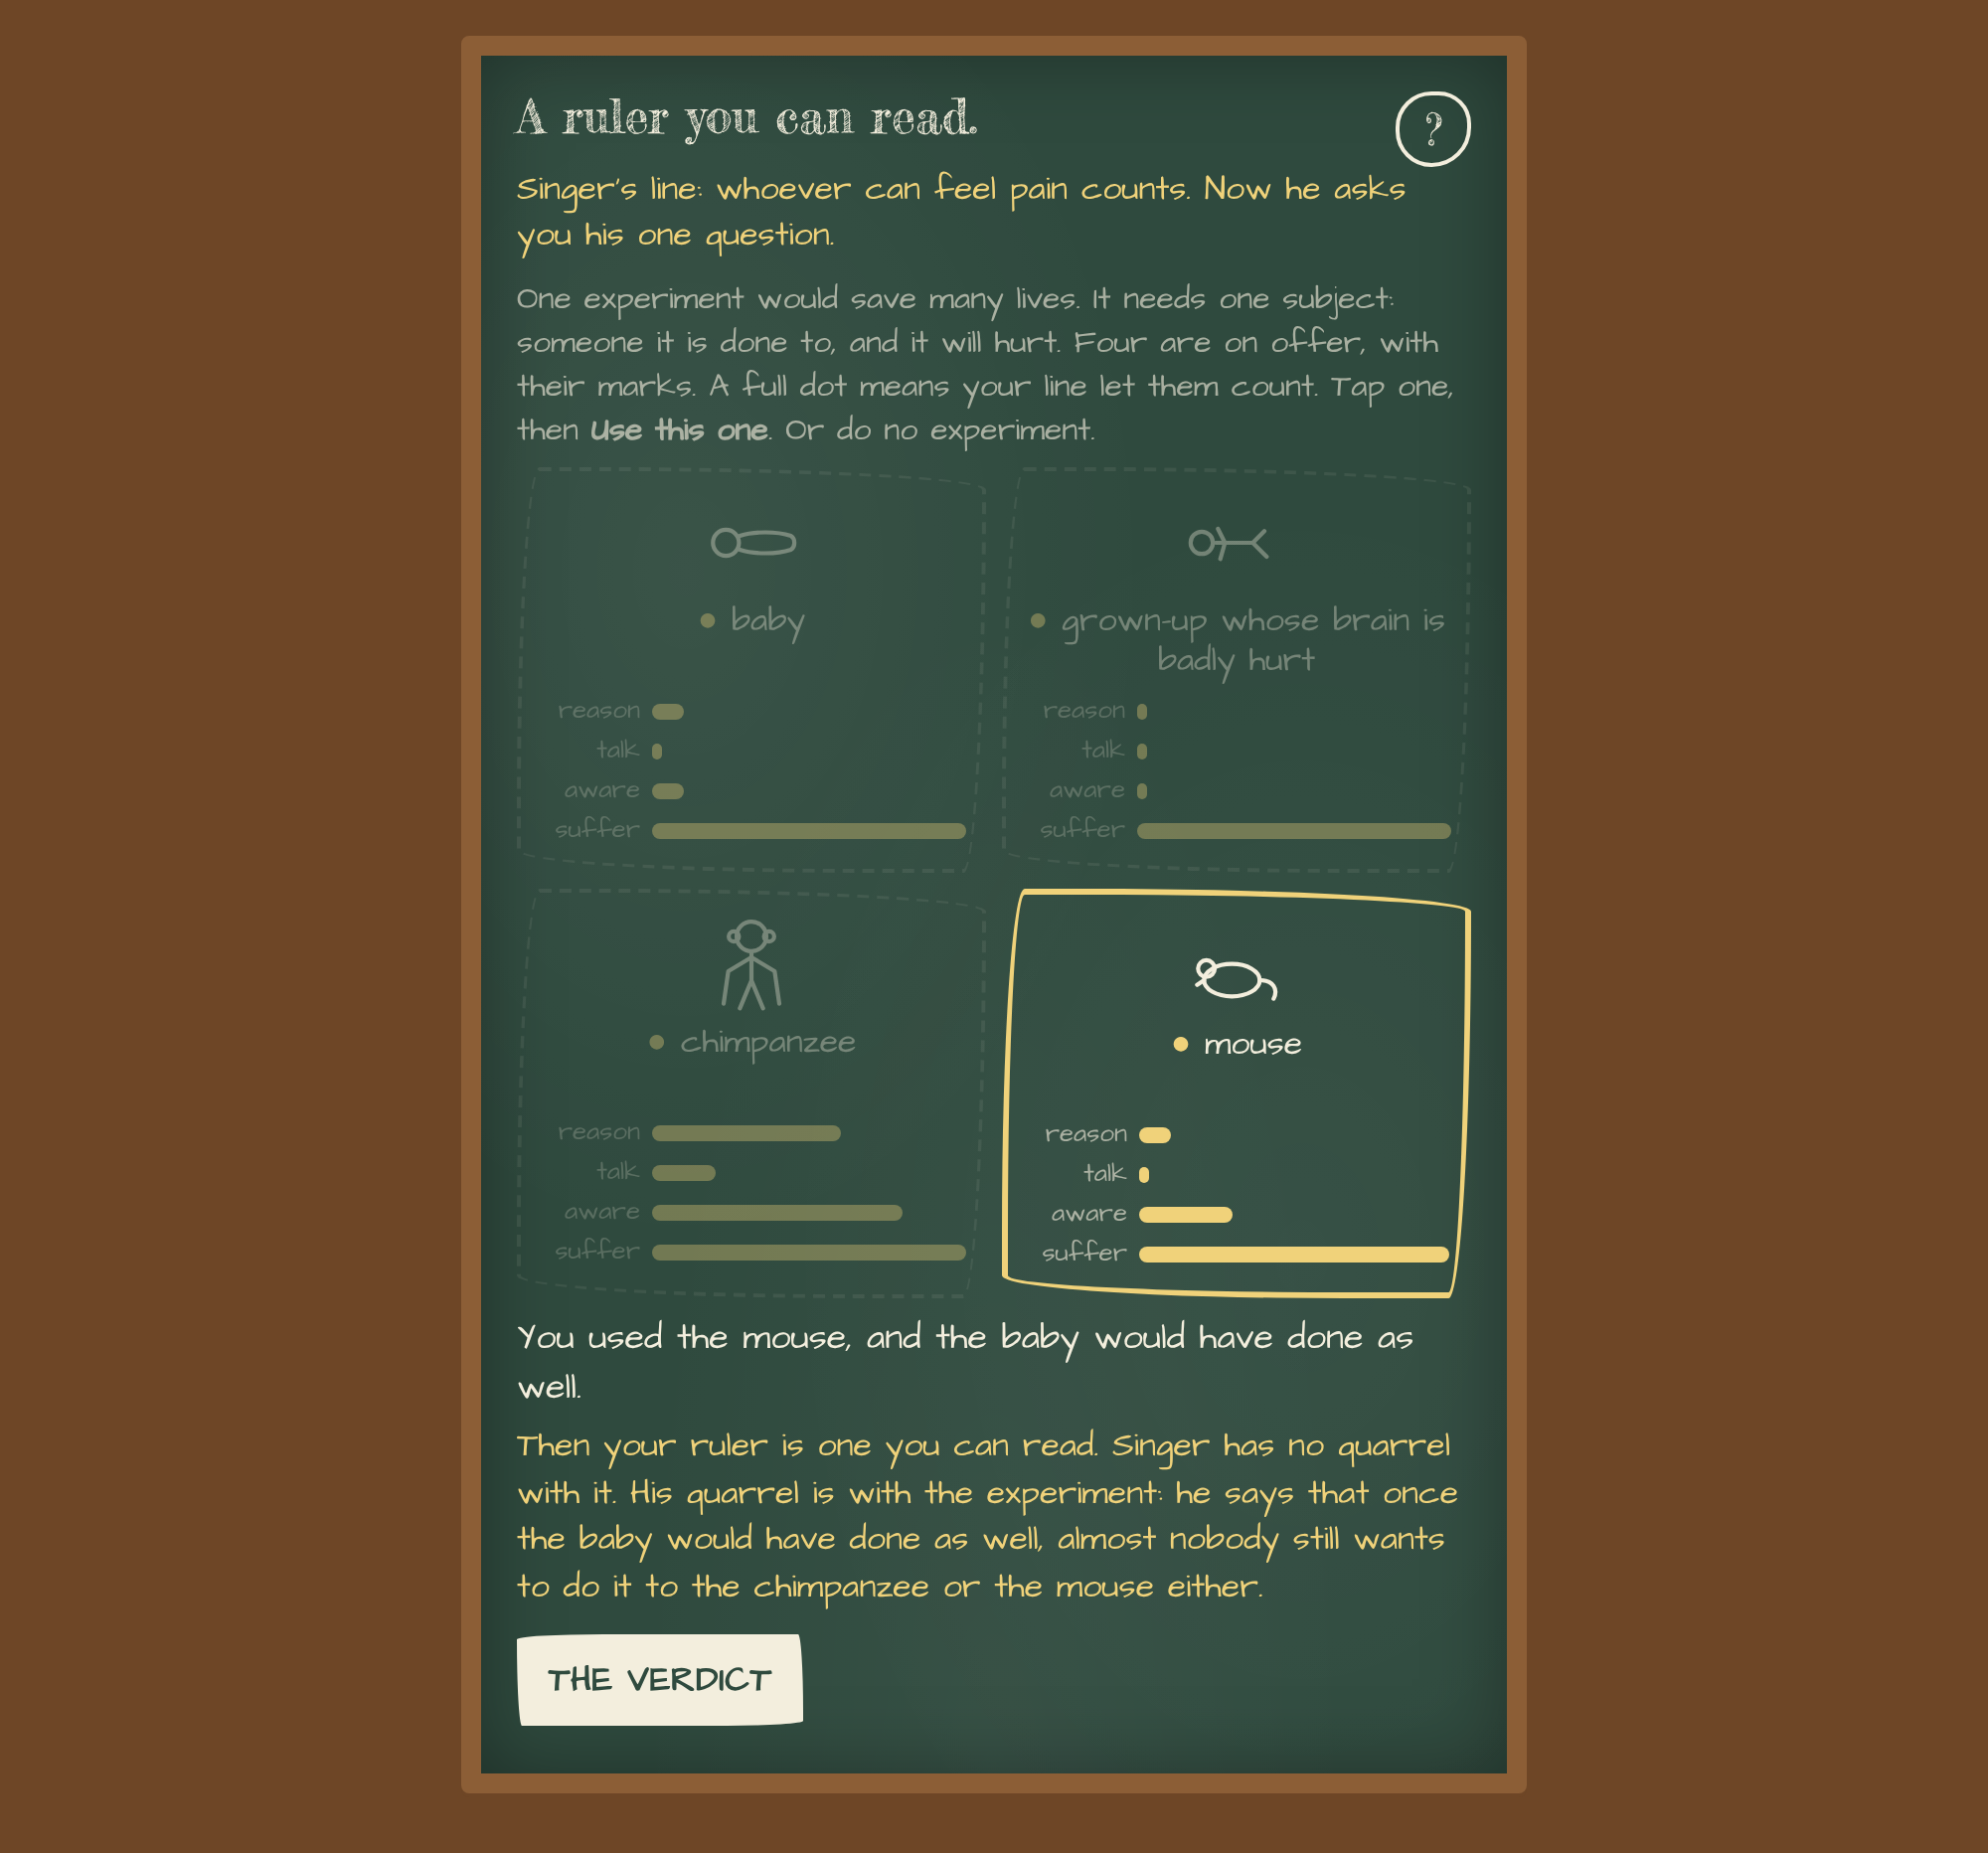 A ruler you can read.
?
Singer's line: whoever can feel pain counts. Now he asks
you his one question.
One experiment would save many lives. It needs one subject:
someone it is done to, and it will hurt. Four are on offer, with
their marks. A full dot means your line let them count. Tap one,
then Use this one. Or do no experiment.
baby
reason
talk
aware
suffer
grown-up whose brain is
badly hurt
reason
talk
aware
suffer
chimpanzee
reason
talk
aware
suffer
mouse
reason
talk
aware
suffer
You used the mouse, and the baby would have done as
well.
Then your ruler is one you can read. Singer has no quarrel
with it. His quarrel is with the experiment: he says that once
the baby would have done as well, almost nobody still wants
to do it to the chimpanzee or the mouse either.
THE VERDICT